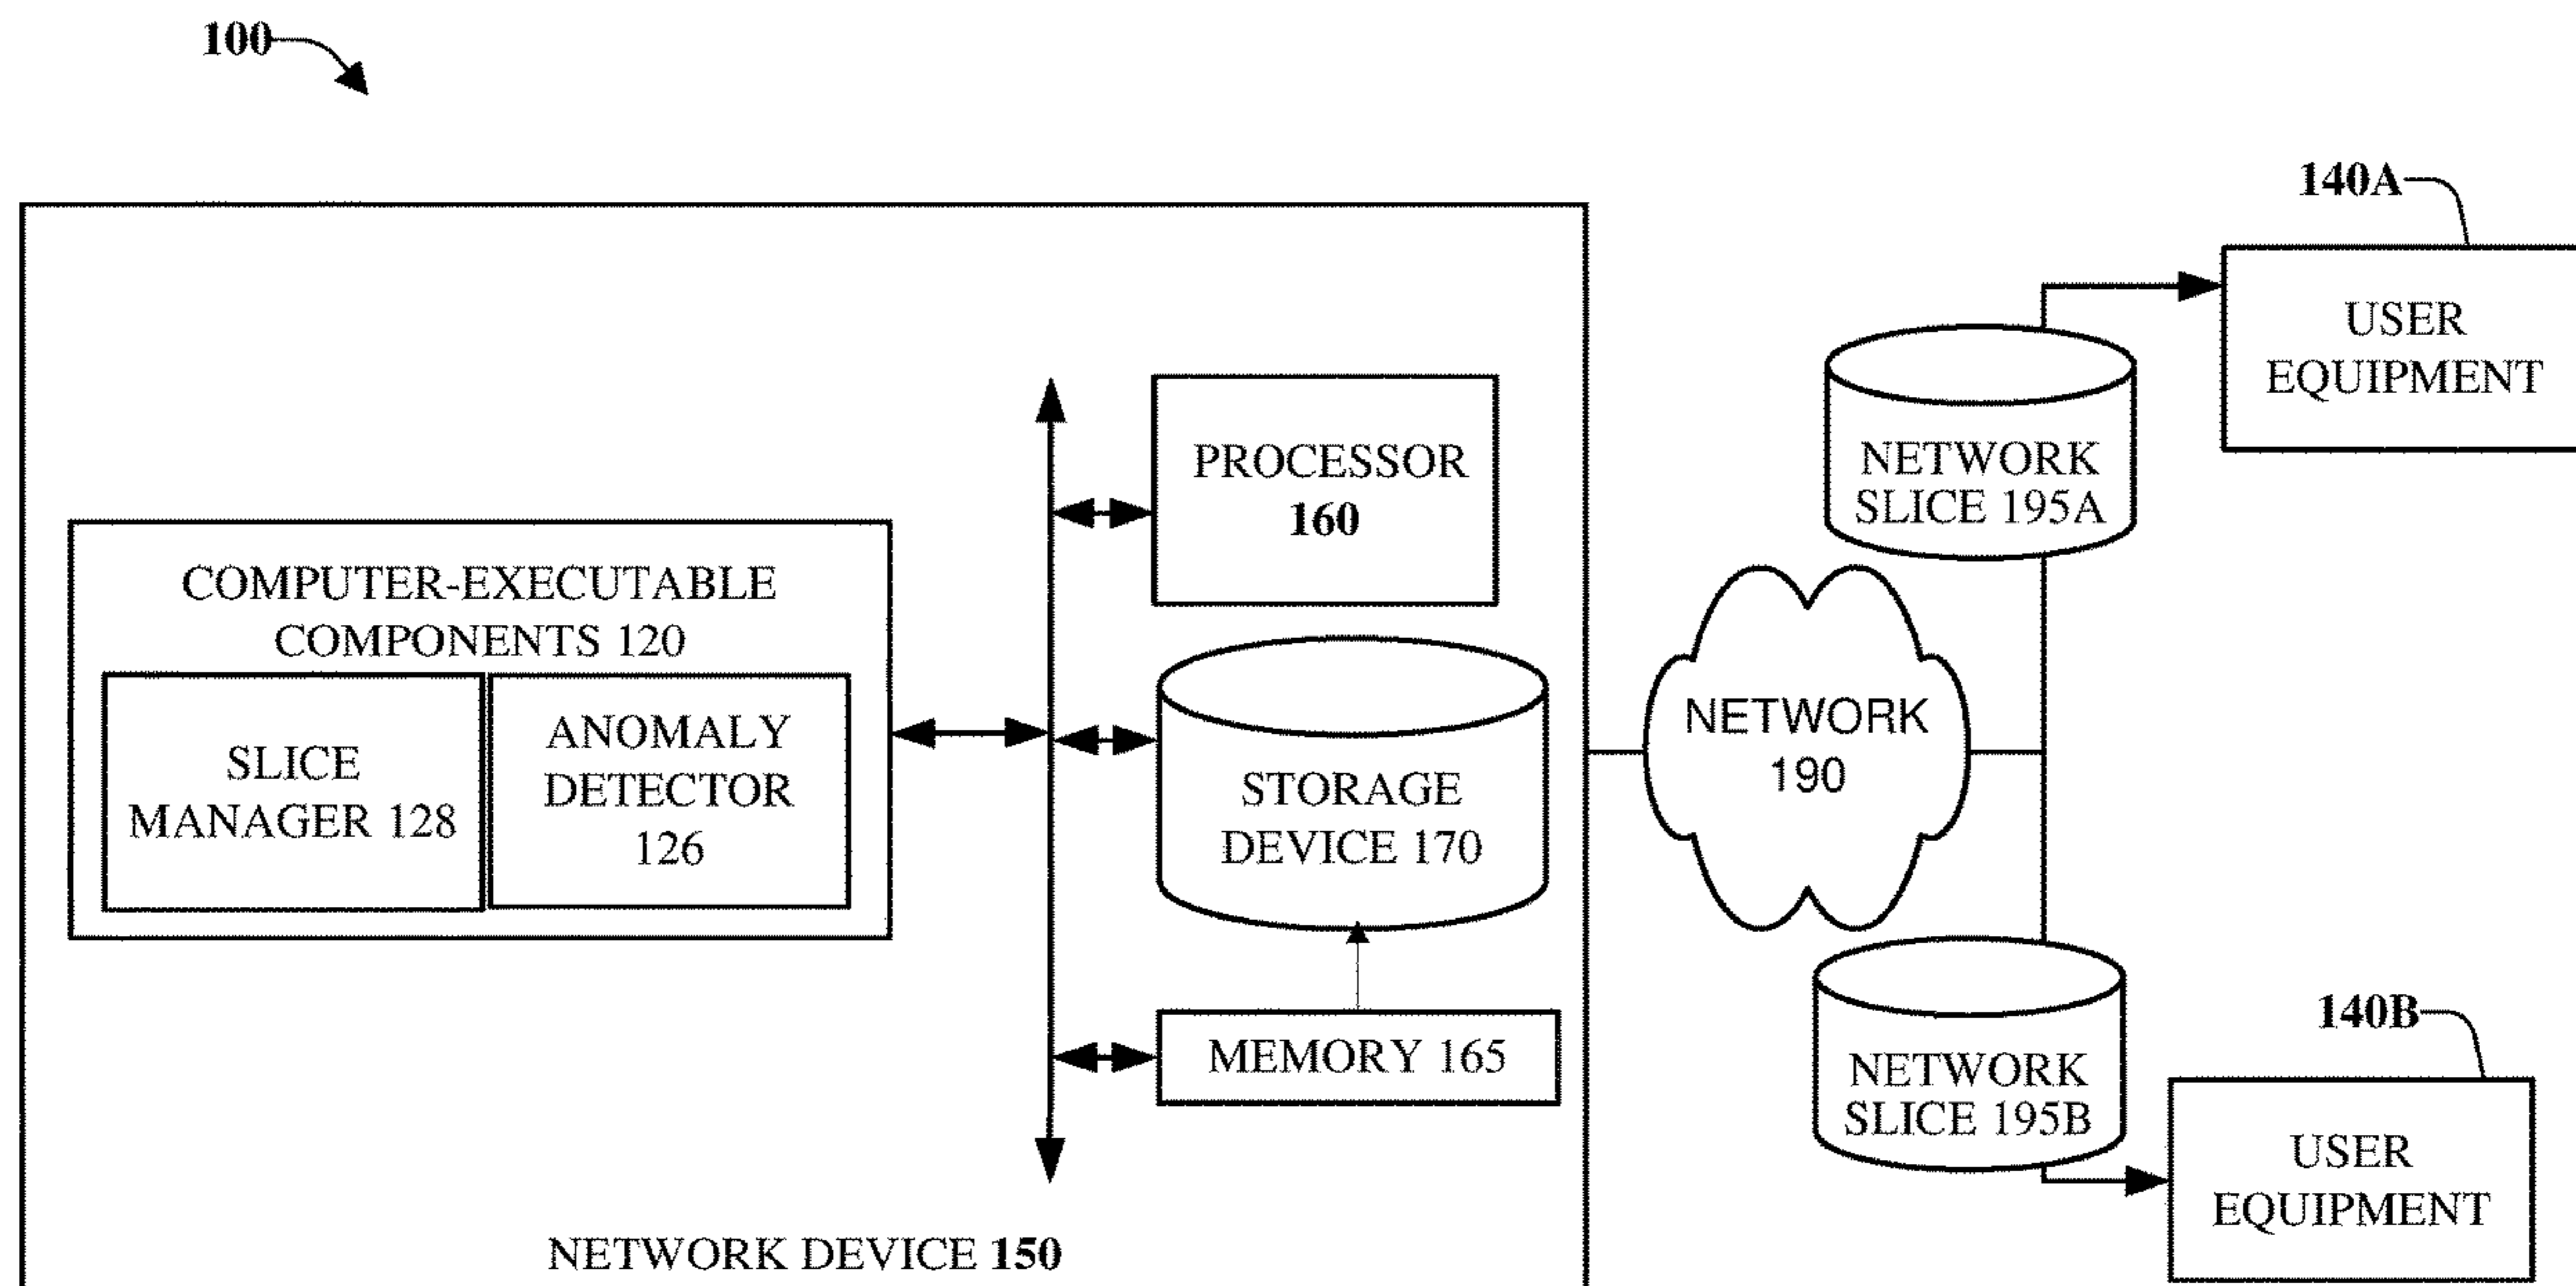 100
140A
USER
EQUIPMENT
NETWORK
SLICE 195A
PROCESSOR
160
COMPUTER-EXECUTABLE
COMPONENTS 120
SLICE
MANAGER 128
ANOMALY
DETECTOR
126
STORAGE
DEVICE 170
NETWORK
190
MEMORY 165
NETWORK
SLICE 195B
140B
USER
EQUIPMENT
NETWORK DEVICE 150